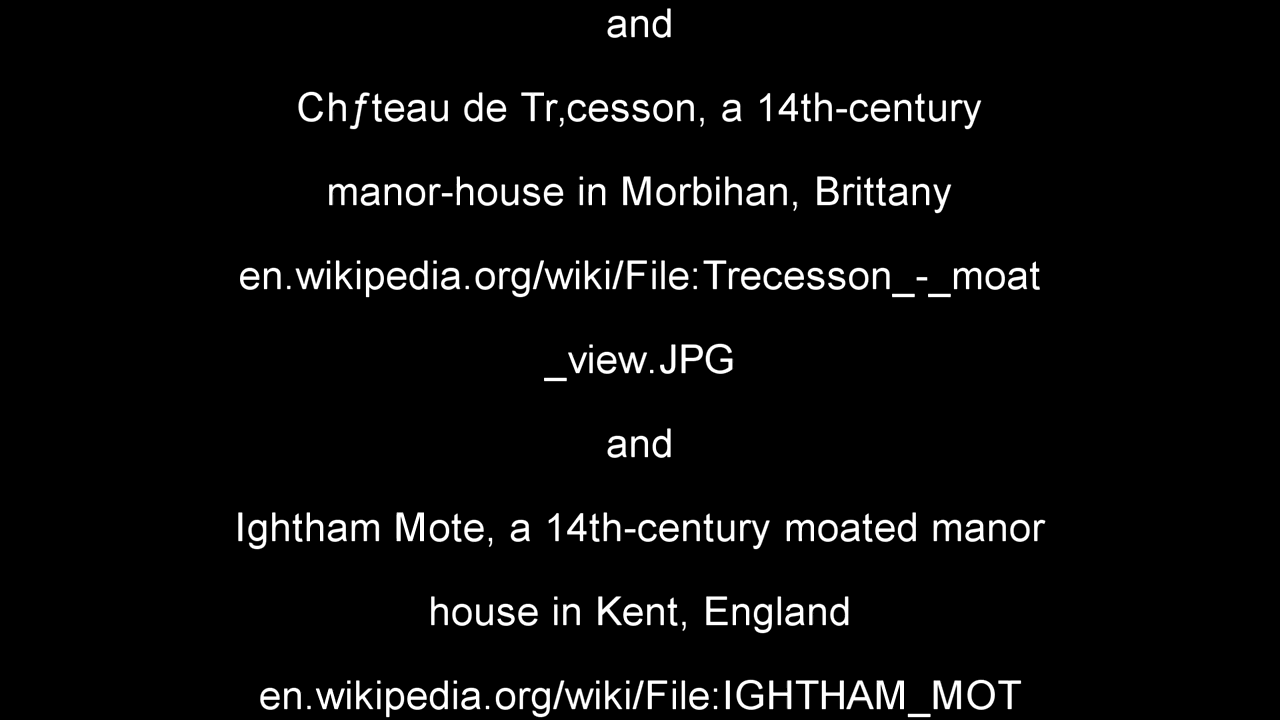 and
Chƒteau de Tr‚cesson, a 14th-century
manor-house in Morbihan, Brittany
en.wikipedia.org/wiki/File:Trecesson_-_moat
_view.JPG
and
Ightham Mote, a 14th-century moated manor
house in Kent, England
en.wikipedia.org/wiki/File:IGHTHAM_MOT